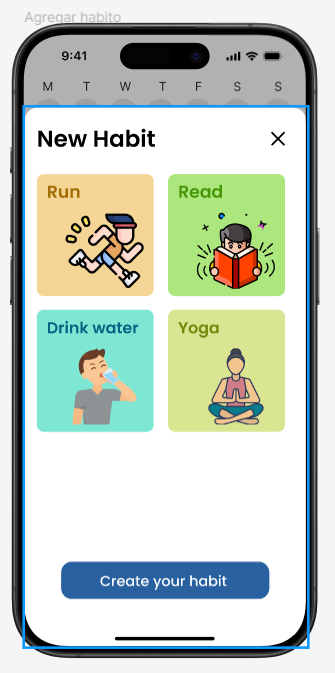 Agregar habito
9:41
M T W T F S S
New Habit
Run
Read
Drink water
Yoga
Create your habit